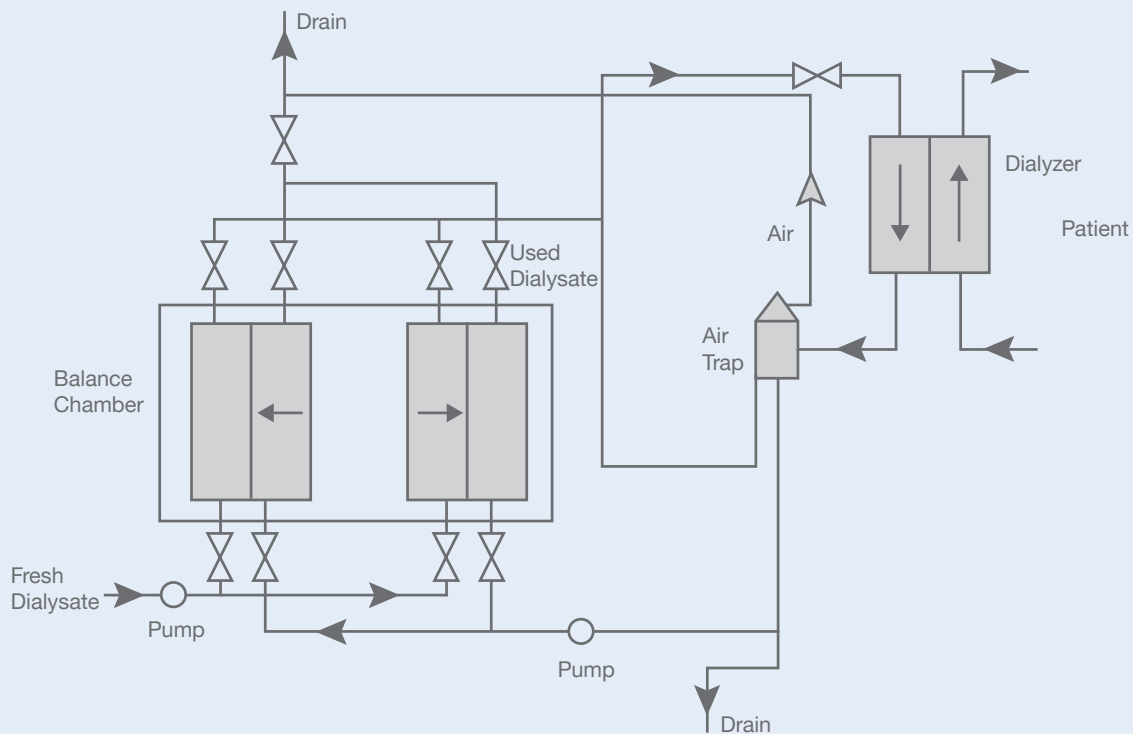 Drain
Dialyzer
Patient
Air
Used
Dialysate
Air
Trap
Balance
Chamber
Fresh
Dialysate
Pump
Pump
Drain